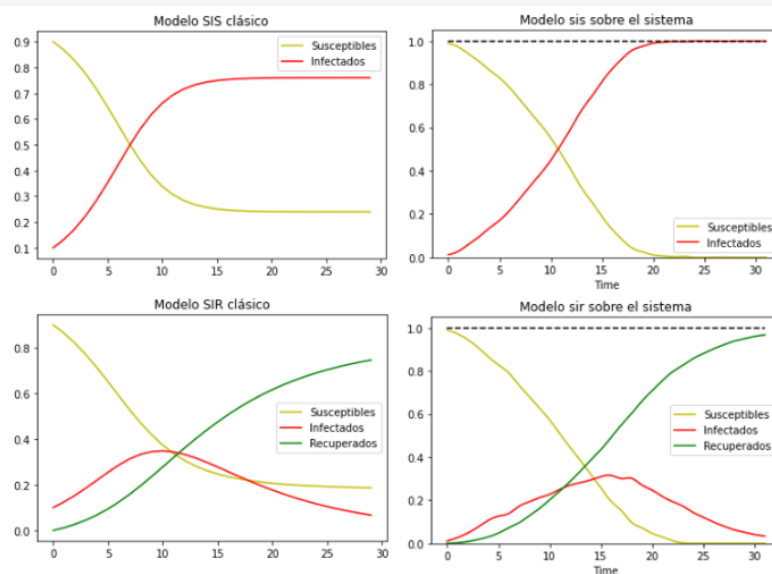 Modelo SIS clásico
0.9
0.8
0.7
0.6
0.5
0.4
0.3
0.2
0.1
Susceptibles
Infectados
0 5 10 15 20 25 30
Modelo sis sobre el sistema
1.0
0.8
0.6
0.4
0.2
0.0
Susceptibles
Infectados
0 5 10 15 20 25 30
Time
Modelo SIR clásico
0.8
0.6
0.4
0.2
0.0
Susceptibles
Infectados
Recuperados
0 5 10 15 20 25 30
Modelo sir sobre el sistema
1.0
0.8
0.6
0.4
0.2
0.0
Susceptibles
Infectados
Recuperados
0 5 10 15 20 25 30
Time